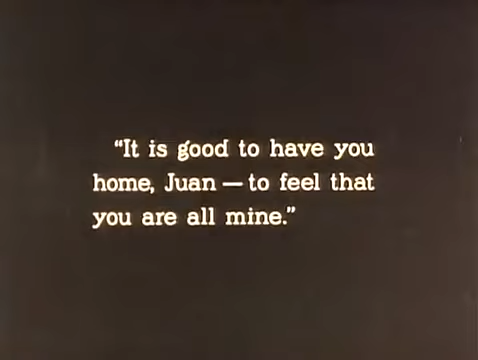 “It is good to have you
home, Juan — to feel that
you are all mine.”